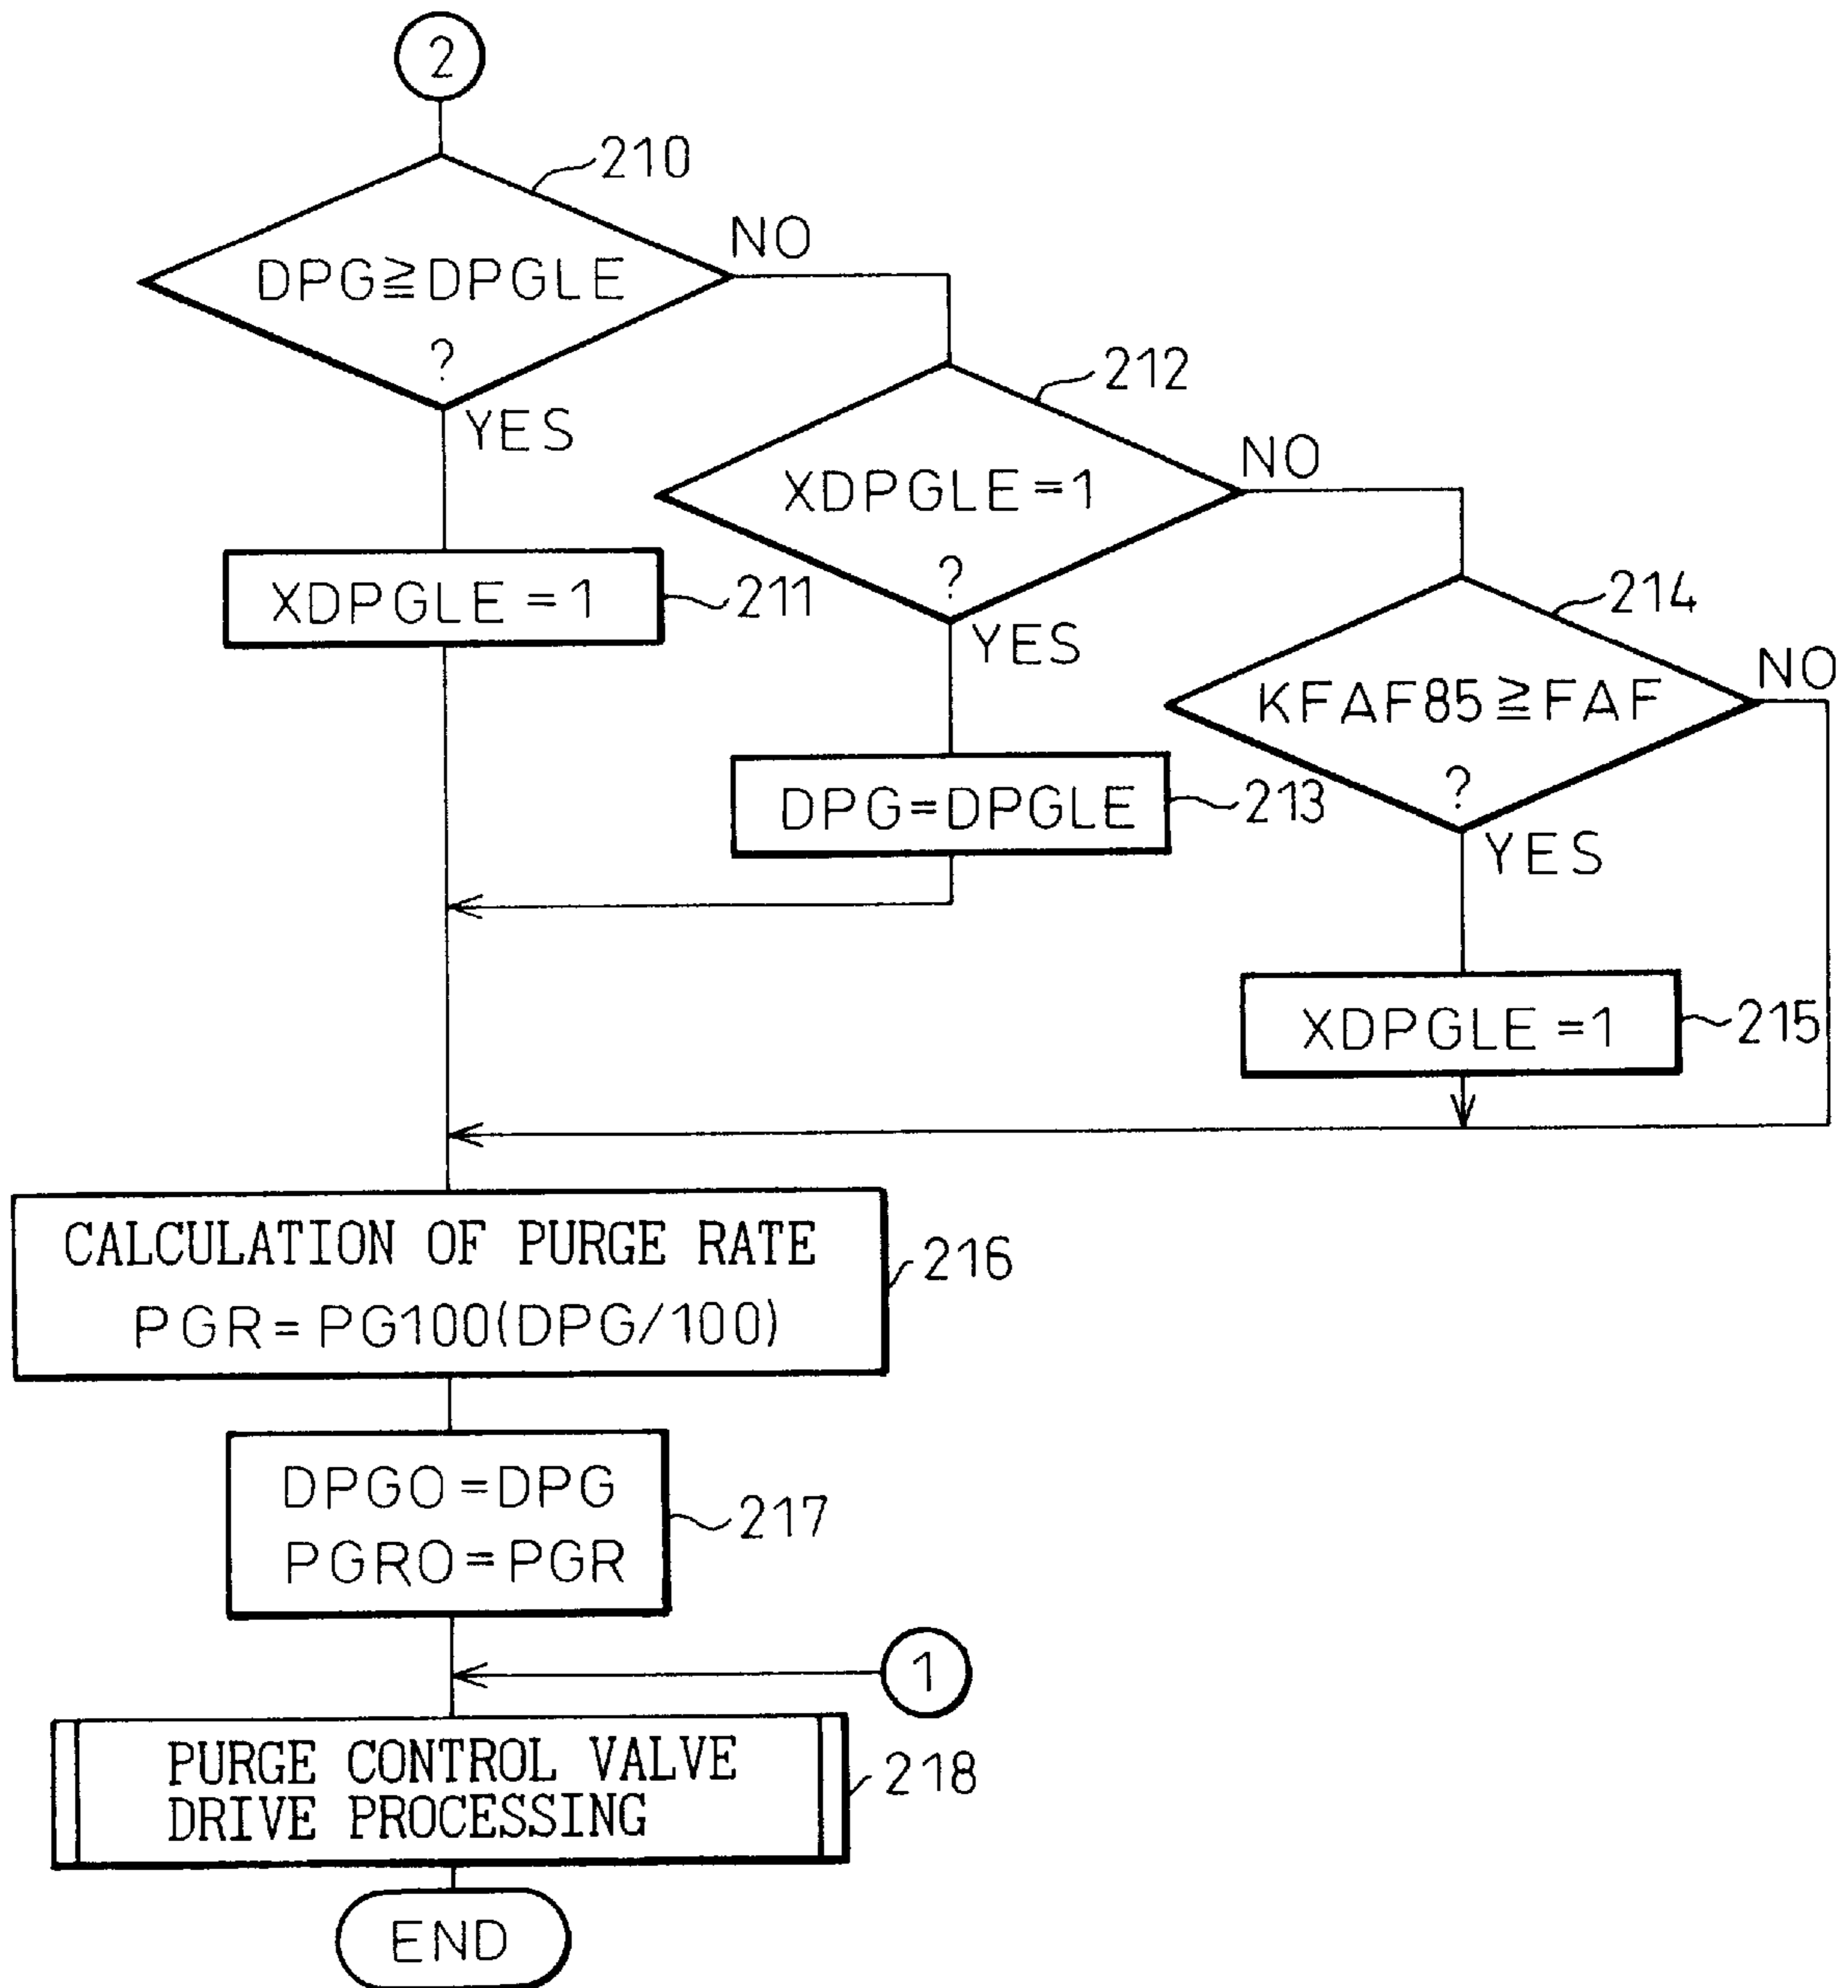 2
210
DPG≧DPGLE
?
NO
YES
212
XDPGLE=1
?
NO
YES
XDPGLE=1
211
214
KFAF85≧FAF
?
NO
YES
DPG=DPGLE
213
XDPGLE=1
215
CALCULATION OF PURGE RATE
PGR=PG100(DPG/100)
216
DPGO=DPG
PGRO=PGR
217
1
PURGE CONTROL VALVE
DRIVE PROCESSING
218
END